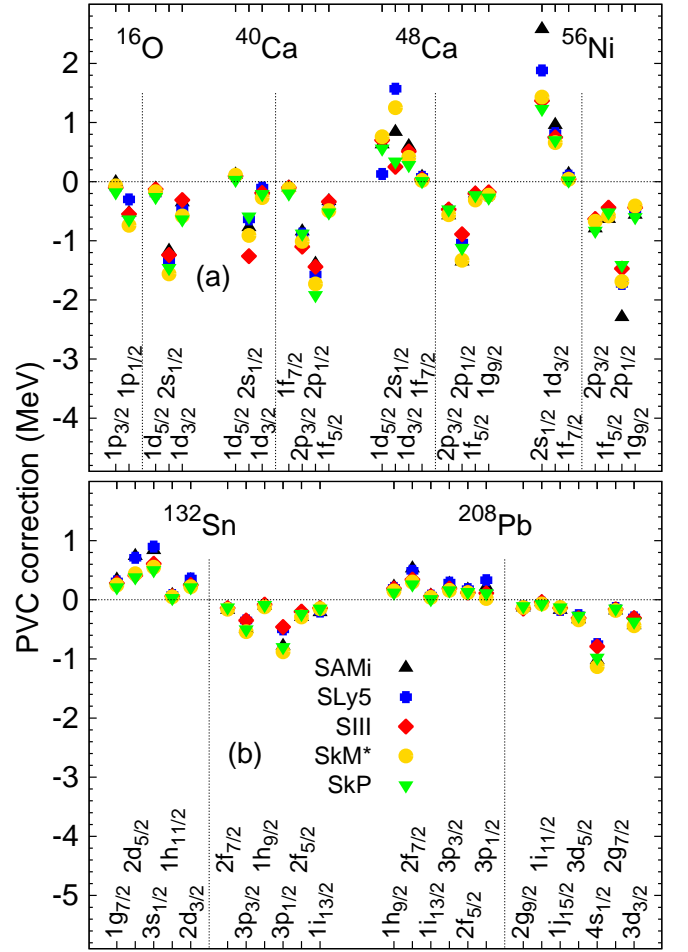 PVC correction (MeV)
2
1
0
-1
-2
-3
-4
16O 40Ca 48Ca 56Ni
(a)
1p3/2 1p1/2 1d5/2 2s1/2 1d3/2
1d5/2 2s1/2 1d3/2 1f7/2 2p3/2 2p1/2 1f5/2
1d5/2 2s1/2 1d3/2 1f7/2 2p3/2 2p1/2 1f5/2 1g9/2
2s1/2 1d3/2 1f7/2 2p3/2 1f5/2 2p1/2 1g9/2
1
0
-1
-2
-3
-4
-5
132Sn 208Pb
SAMi
SLy5
SIII
SkM*
SkP
(b)
1g7/2 2d5/2 3s1/2 1h11/2 2d3/2 2f7/2 3p3/2 1h9/2 3p1/2 2f5/2 1i13/2
1h9/2 2f7/2 1i13/2 3p3/2 2f5/2 3p1/2 2g9/2 1i11/2 1j15/2 3d5/2 4s1/2 2g7/2 3d3/2